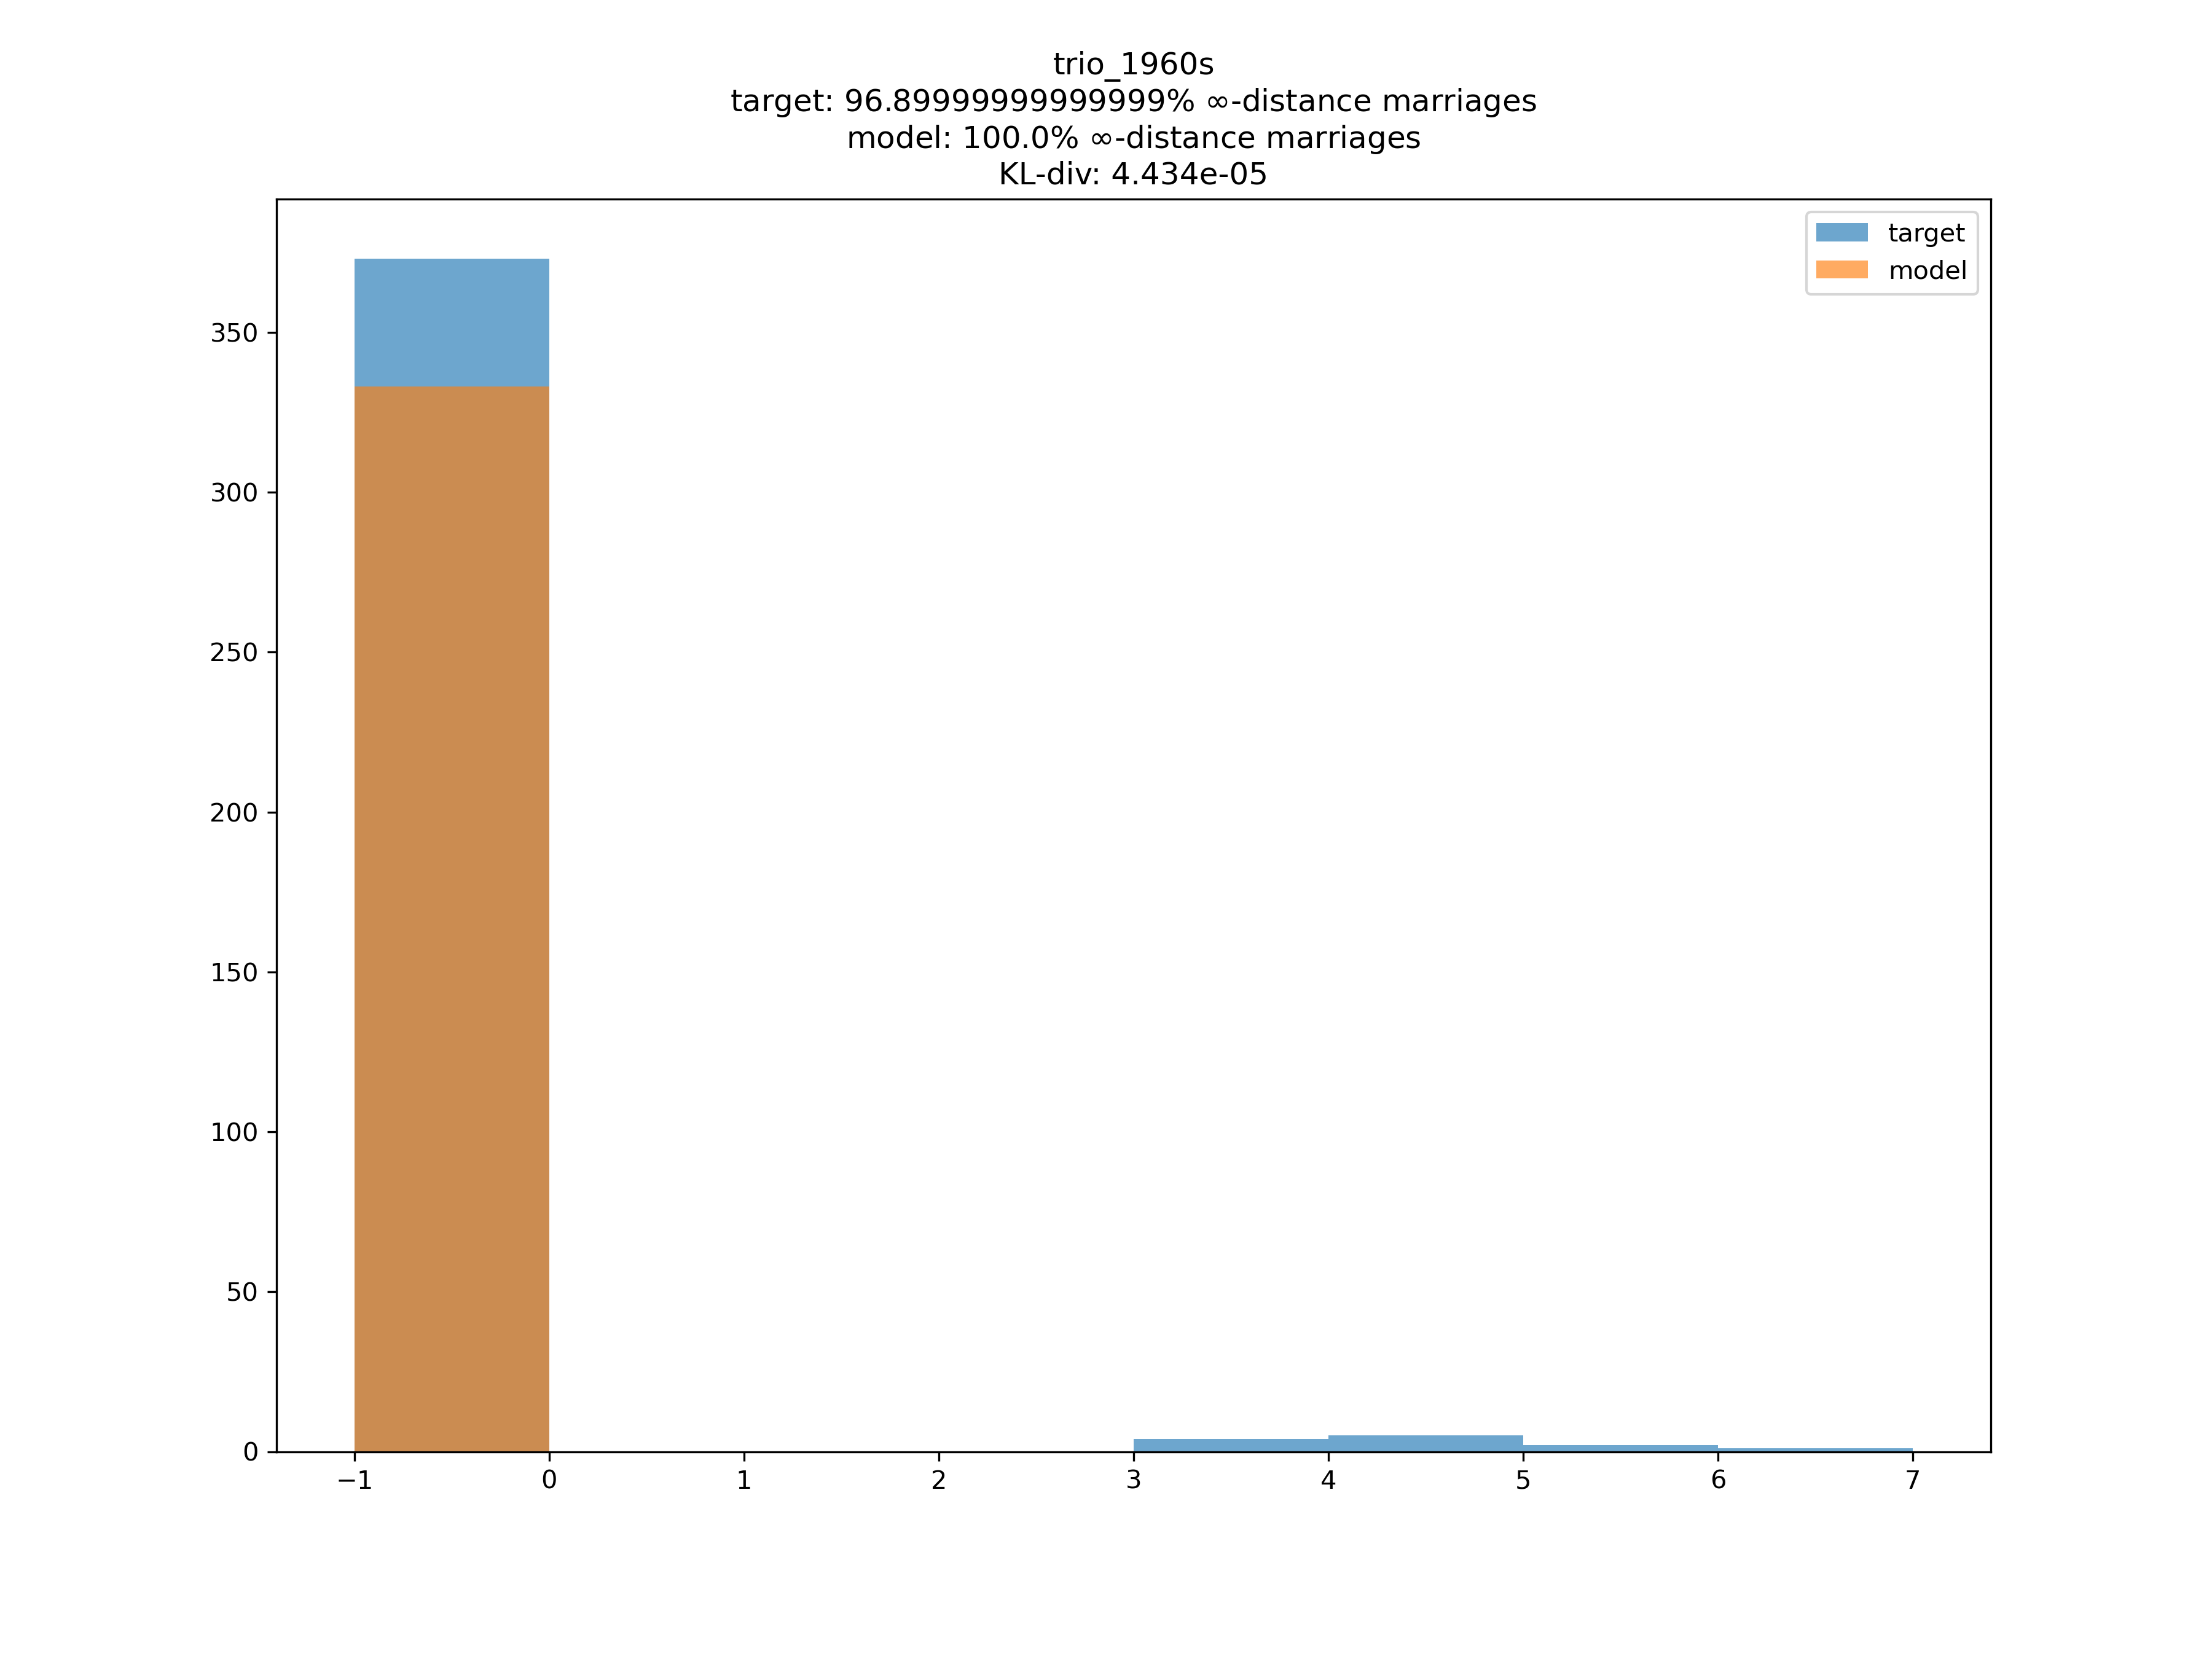 trio_1960s
target: 96.89999999999999% ∞-distance marriages
model: 100.0% ∞-distance marriages
KL-div: 4.434e-05
target
model
350
300
250
200
150
100
50
0
−1 0 1 2 3 4 5 6 7